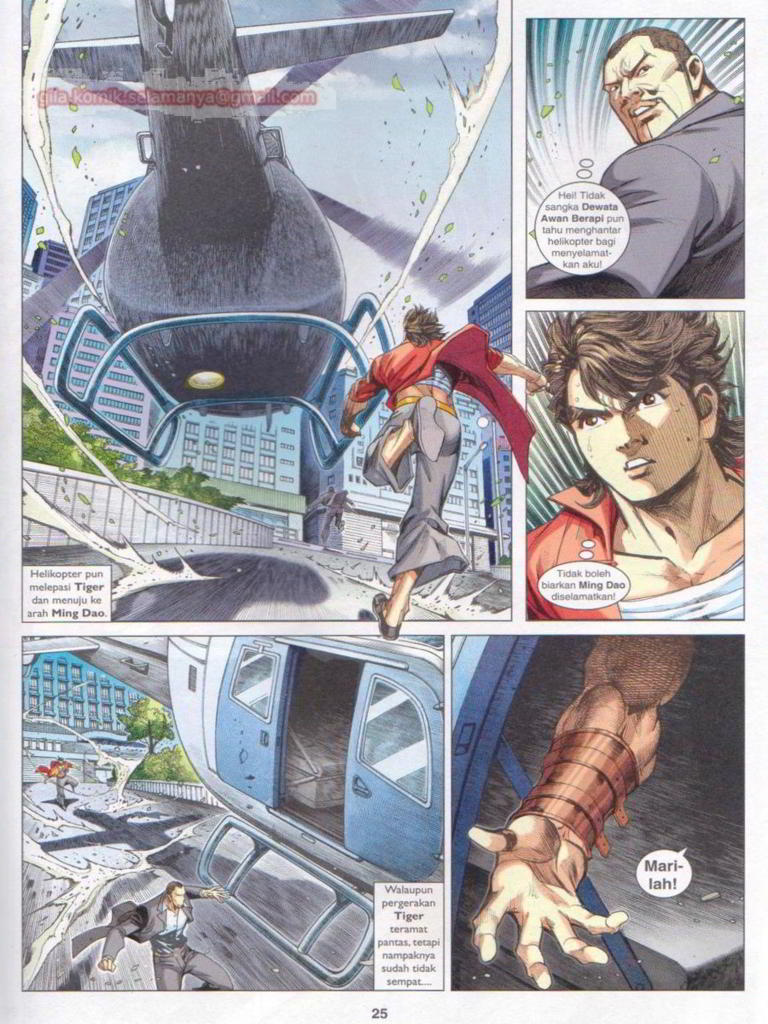 gila.komik.selamanya@gmail.com
Hei! Tidak
sangka Dewata
Awan Berapi pun
tahu menghantar
helikopter bagi
menyelamat-
kan aku!
Tidak boleh
biarkan Ming Dao
diselamatkan!
Helikopter pun
melepasi Tiger
dan menuju ke
arah Ming Dao.
Walaupun
pergerakan
Tiger
teramat
pantas, tetapi
nampaknya
sudah tidak
sempat....
Mari-
lah!
25